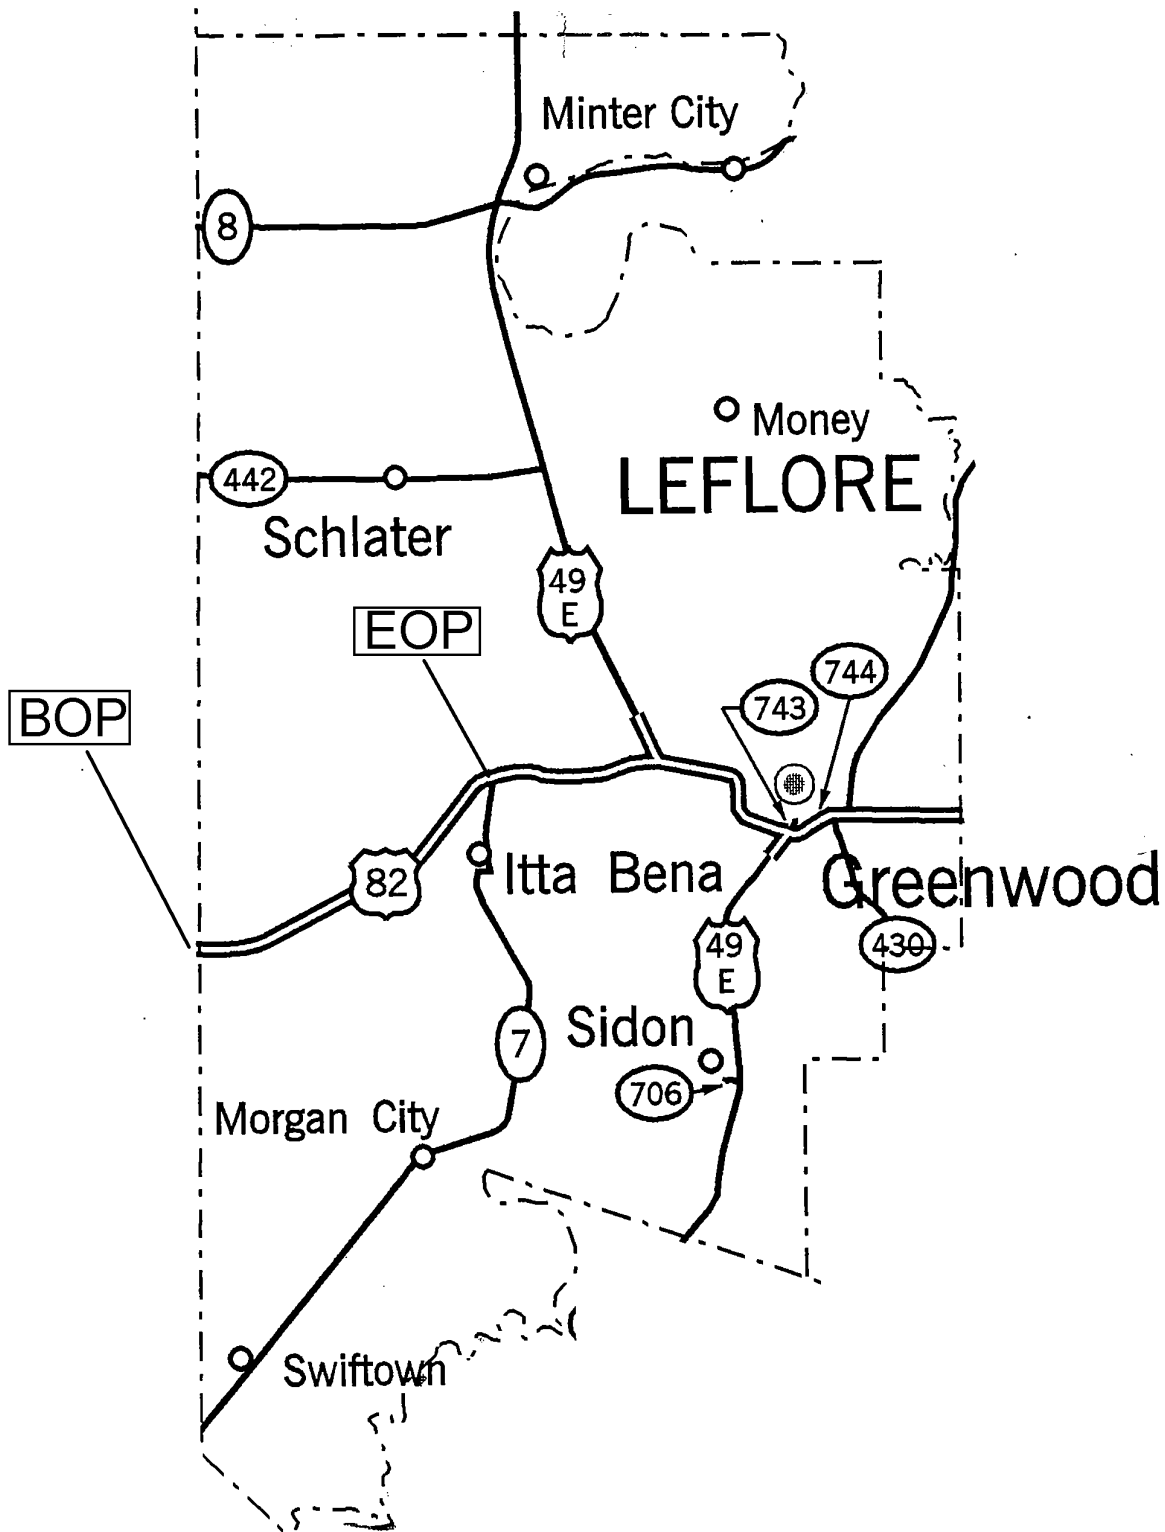 Minter City
8
Money
LEFLORE
442
Schlater
49
E
EOP
744
743
BOP
Itta Bena
82
Greenwood
49
E
430
Sidon
7
706
Morgan City
Swiftown